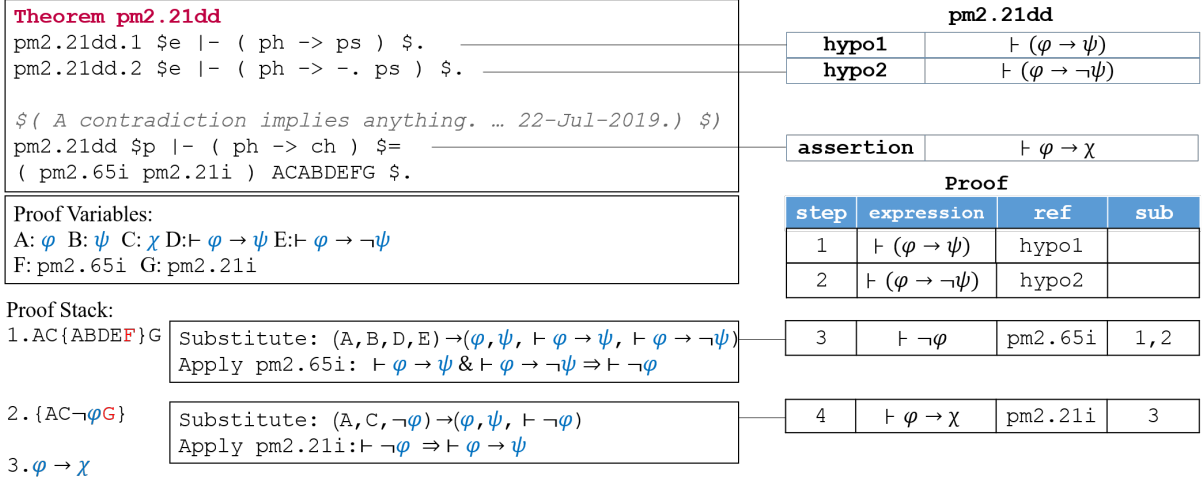 Theorem pm2.21dd
pm2.21dd.1 $e |- ( ph -> ps ) $.
pm2.21dd.2 $e |- ( ph -> -. ps ) $.
$( A contradiction implies anything. … 22-Jul-2019.) $)
pm2.21dd $p |- ( ph -> ch ) $=
( pm2.65i pm2.21i ) ACABDEFG $.
Proof Variables:
A: φ B: ψ C: χ D:⊢ φ → ψ E:⊢ φ → ¬ψ
F: pm2.65i G: pm2.21i
Proof Stack:
1.AC{ABDEF}G
Substitute: (A,B,D,E)→(φ,ψ, ⊢ φ → ψ, ⊢ φ → ¬ψ)
Apply pm2.65i: ⊢ φ → ψ & ⊢ φ → ¬ψ ⇒ ⊢ ¬φ
2.{AC¬φG}
Substitute: (A,C,¬φ)→(φ,ψ, ⊢ ¬φ)
Apply pm2.21i:⊢ ¬φ ⇒ ⊢ φ → ψ
3.φ → χ
pm2.21dd
hypo1 ⊢ (φ → ψ)
hypo2 ⊢ (φ → ¬ψ)
assertion ⊢ φ → χ
Proof
step expression ref sub
1 ⊢ (φ → ψ) hypo1
2 ⊢ (φ → ¬ψ) hypo2
3 ⊢ ¬φ pm2.65i 1,2
4 ⊢ φ → χ pm2.21i 3